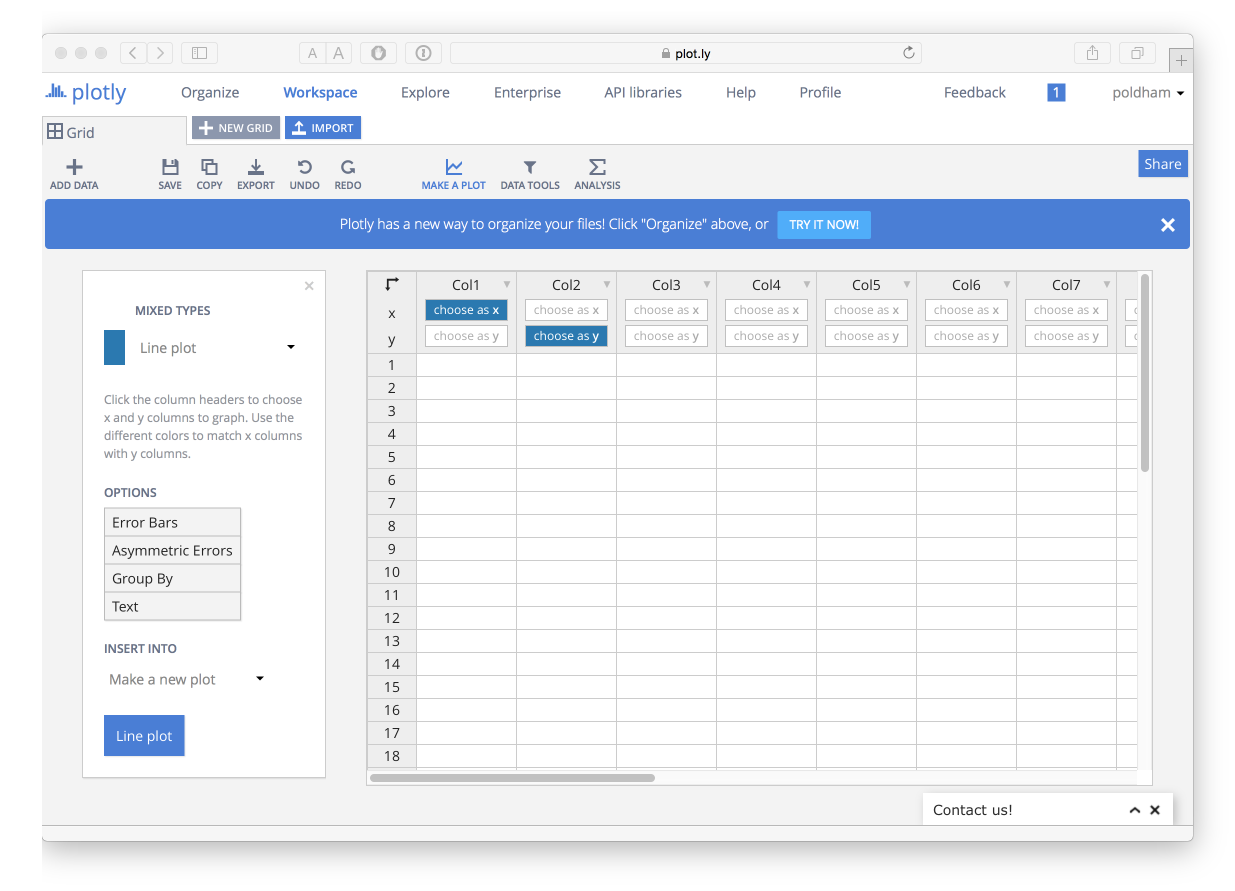 A A plot.ly
plotly Organize Workspace Explore Enterprise API libraries Help Profile Feedback 1 poldham
Grid NEW GRID IMPORT
ADD DATA SAVE COPY EXPORT UNDO REDO MAKE A PLOT DATA TOOLS ANALYSIS Share
Plotly has a new way to organize your files! Click "Organize" above, or TRY IT NOW!
MIXED TYPES
Line plot
Click the column headers to choose
x and y columns to graph. Use the
different colors to match x columns
with y columns.
OPTIONS
Error Bars
Asymmetric Errors
Group By
Text
INSERT INTO
Make a new plot
Line plot
Col1 Col2 Col3 Col4 Col5 Col6 Col7
x choose as x choose as x choose as x choose as x choose as x choose as x choose as x
y choose as y choose as y choose as y choose as y choose as y choose as y choose as y
1
2
3
4
5
6
7
8
9
10
11
12
13
14
15
16
17
18
Contact us!